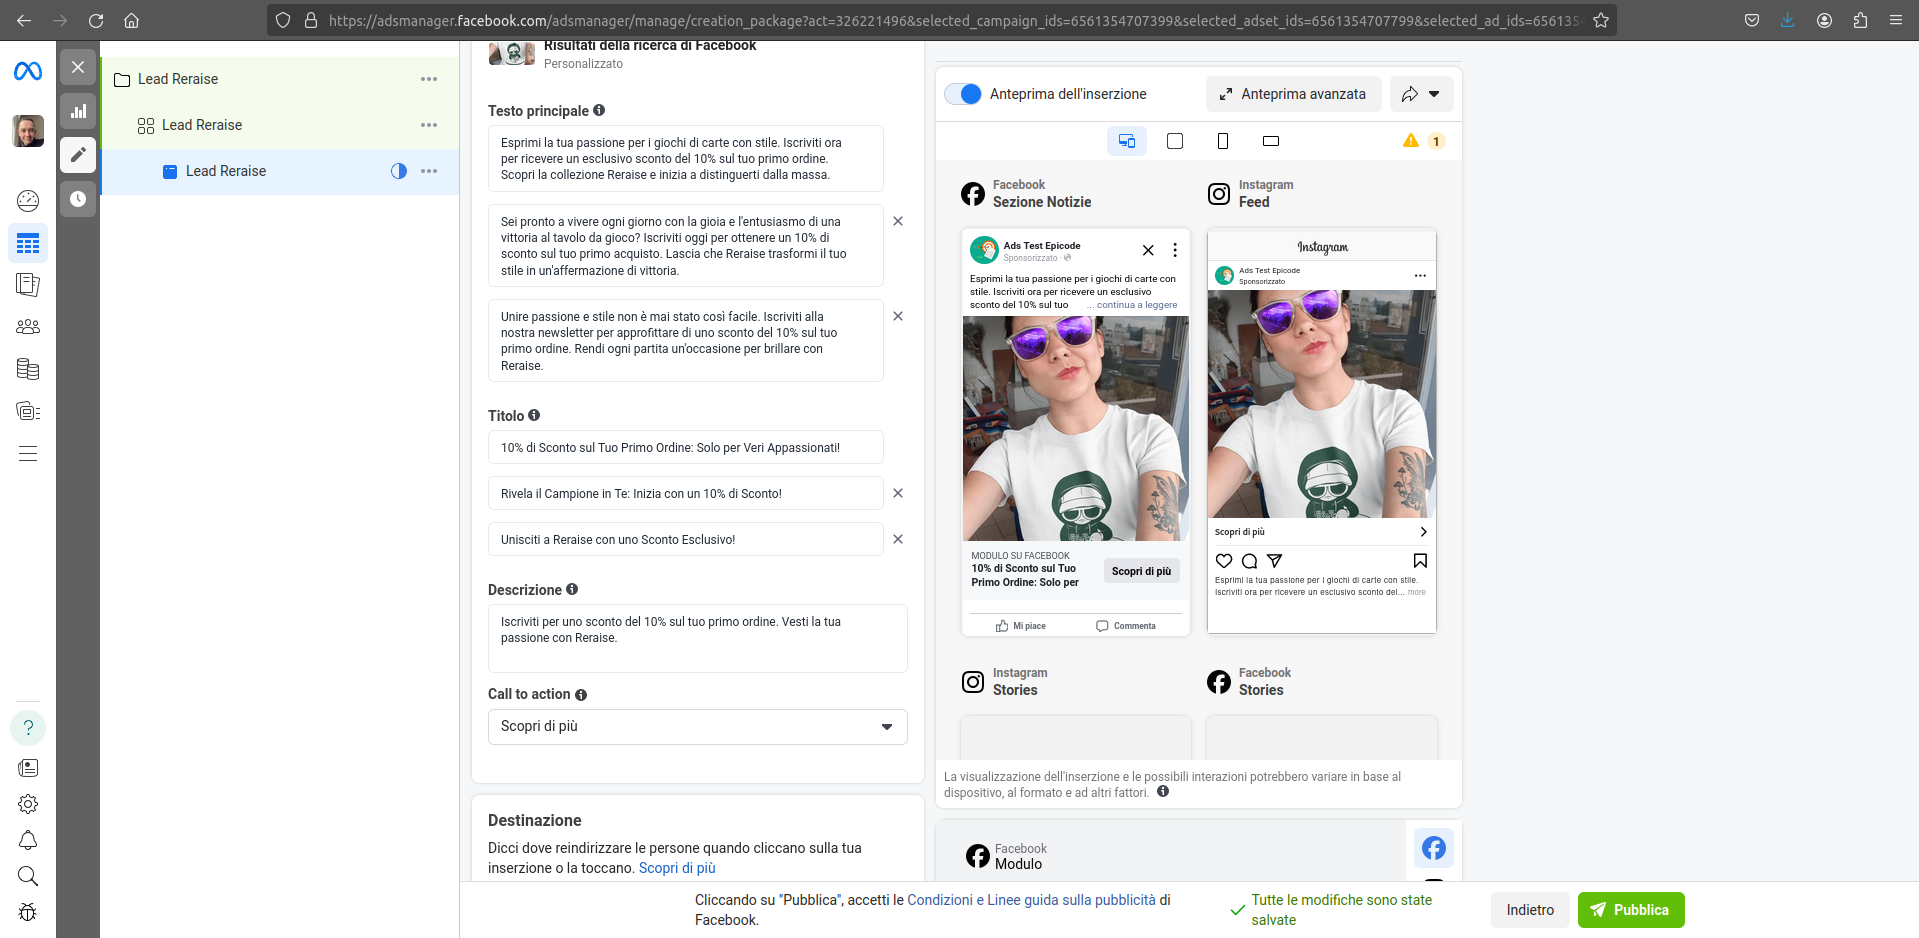 https://adsmanager.facebook.com/adsmanager/manage/creation_package?act=326221496&selected_campaign_ids=6561354707399&selected_adset_ids=6561354707799&selected_ad_ids=656135
Lead Reraise
Lead Reraise
Lead Reraise
Risultati della ricerca di Facebook
Personalizzato
Testo principale
Esprimi la tua passione per i giochi di carte con stile. Iscriviti ora
per ricevere un esclusivo sconto del 10% sul tuo primo ordine.
Scopri la collezione Reraise e inizia a distinguerti dalla massa.
Sei pronto a vivere ogni giorno con la gioia e l'entusiasmo di una
vittoria al tavolo da gioco? Iscriviti oggi per ottenere un 10% di
sconto sul tuo primo acquisto. Lascia che Reraise trasformi il tuo
stile in un'affermazione di vittoria.
Unire passione e stile non è mai stato così facile. Iscriviti alla
nostra newsletter per approfittare di uno sconto del 10% sul tuo
primo ordine. Rendi ogni partita un'occasione per brillare con
Reraise.
Titolo
10% di Sconto sul Tuo Primo Ordine: Solo per Veri Appassionati!
Rivela il Campione in Te: Inizia con un 10% di Sconto!
Unisciti a Reraise con uno Sconto Esclusivo!
Descrizione
Iscriviti per uno sconto del 10% sul tuo primo ordine. Vesti la tua
passione con Reraise.
Call to action
Scopri di più
Destinazione
Dicci dove reindirizzare le persone quando cliccano sulla tua
inserzione o la toccano. Scopri di più
Anteprima dell'inserzione
Anteprima avanzata
1
Facebook
Sezione Notizie
Ads Test Epicode
Sponsorizzato ·
Esprimi la tua passione per i giochi di carte con
stile. Iscriviti ora per ricevere un esclusivo
sconto del 10% sul tuo ... continua a leggere
MODULO SU FACEBOOK
10% di Sconto sul Tuo
Primo Ordine: Solo per
Scopri di più
Mi piace
Commenta
Instagram
Feed
Instagram
Ads Test Epicode
Sponsorizzato
Scopri di più
Esprimi la tua passione per i giochi di carte con stile.
Iscriviti ora per ricevere un esclusivo sconto del... more
Instagram
Stories
Facebook
Stories
La visualizzazione dell'inserzione e le possibili interazioni potrebbero variare in base al
dispositivo, al formato e ad altri fattori.
Facebook
Modulo
Cliccando su "Pubblica", accetti le Condizioni e Linee guida sulla pubblicità di
Facebook.
Tutte le modifiche sono state
salvate
Indietro
Pubblica